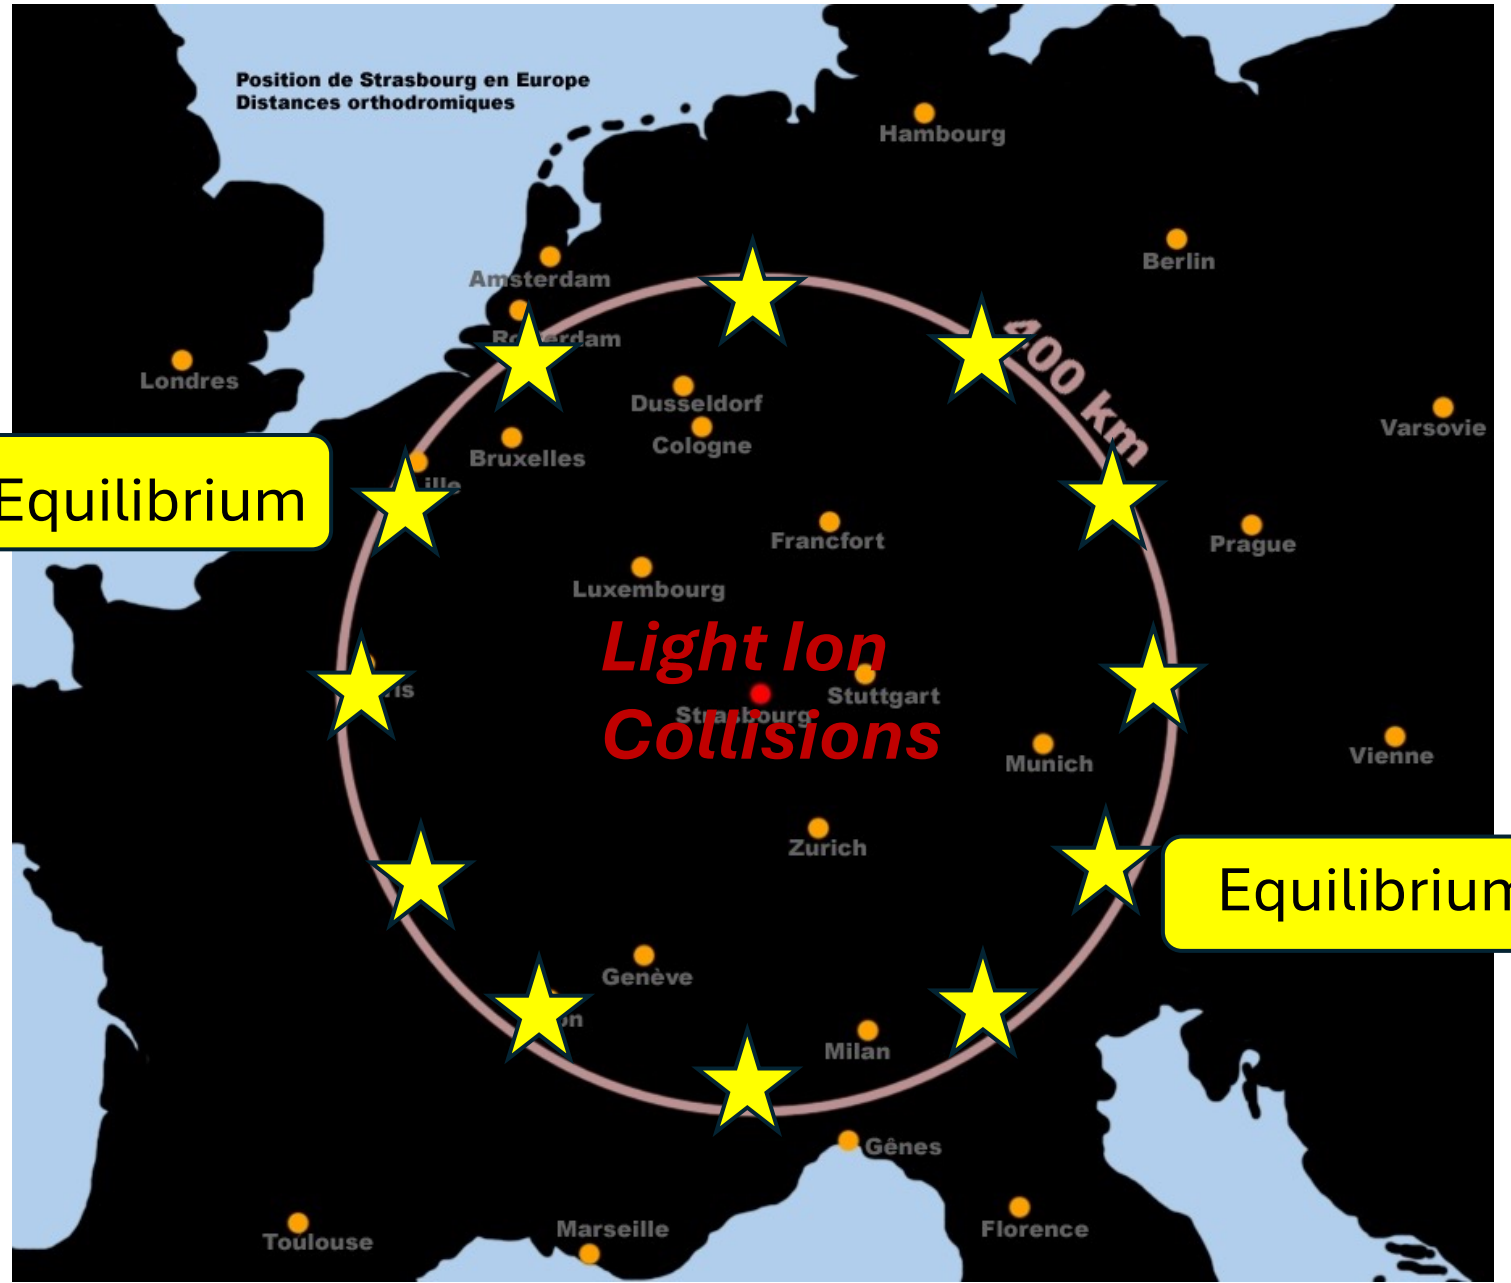 Position de Strasbourg en Europe
Distances orthodromiques
Hambourg
Berlin
Amsterdam
400 km
Londres
Dusseldorf
Cologne
Varsovie
Bruxelles
Equilibrium
Francfort
Prague
Luxembourg
Light Ion
Stuttgart
Strasbourg
Collisions
Munich
Vienne
Zurich
Equilibrium
Genève
Milan
Gênes
Toulouse
Marseille
Florence